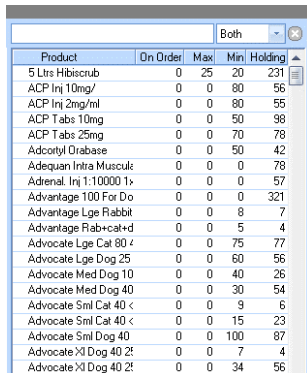 Both
Product On Order Max Min Holding
5 Ltrs Hibiscrub 0 25 20 231
ACP Inj 10mg/ 0 0 80 56
ACP Inj 2mg/ml 0 0 80 55
ACP Tabs 10mg 0 0 50 98
ACP Tabs 25mg 0 0 70 78
Adcortyl Orabase 0 0 50 42
Adequan Intra Muscula 0 0 0 78
Adrenal. Inj 1:10000 1x 0 0 0 57
Advantage 100 For Do 0 0 0 321
Advantage Lge Rabbit 0 0 8 7
Advantage Rab+cat+d 0 0 5 4
Advocate Lge Cat 80 4 0 0 75 77
Advocate Lge Dog 25 0 0 60 56
Advocate Med Dog 10 0 0 40 26
Advocate Med Dog 40 0 0 30 54
Advocate Sml Cat 40 < 0 0 9 6
Advocate Sml Cat 40 < 0 0 15 23
Advocate Sml Dog 40 0 0 100 87
Advocate Xl Dog 40 25 0 0 7 4
Advocate Xl Dog 40 25 0 0 34 56